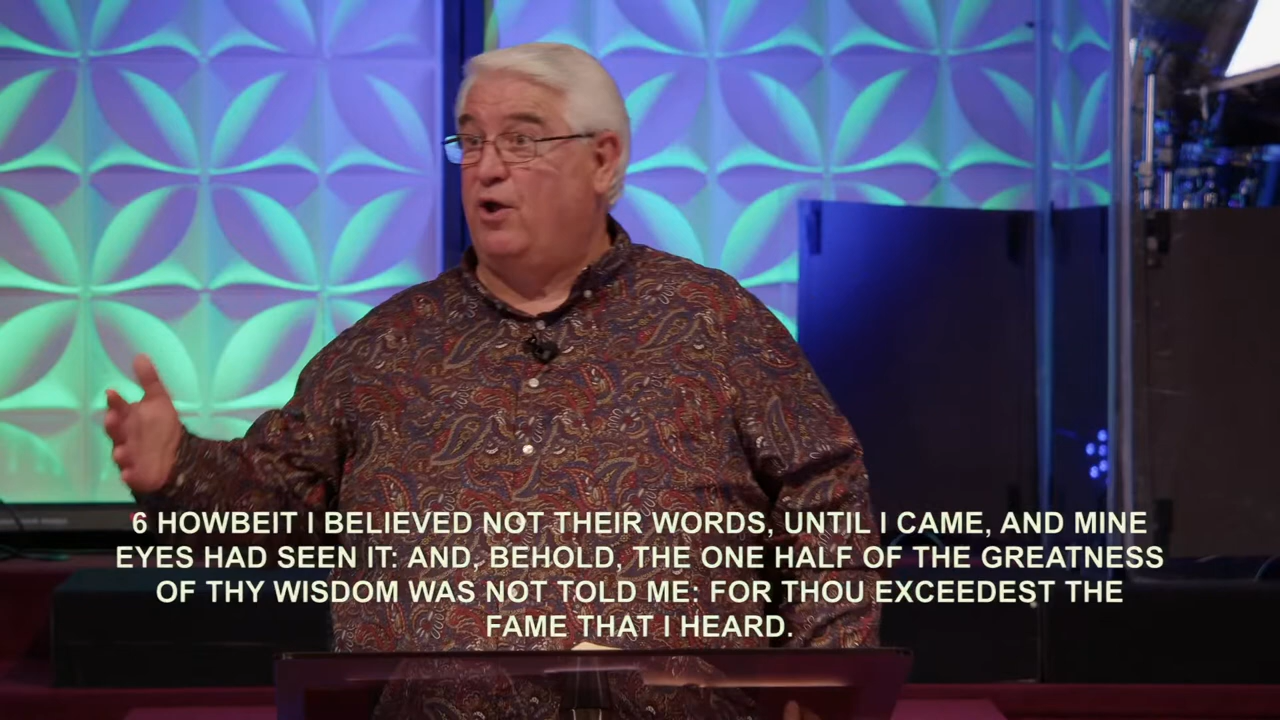 6 HOWBEIT I BELIEVED NOT THEIR WORDS, UNTIL I CAME, AND MINE
EYES HAD SEEN IT: AND, BEHOLD, THE ONE HALF OF THE GREATNESS
OF THY WISDOM WAS NOT TOLD ME: FOR THOU EXCEEDEST THE
FAME THAT I HEARD.